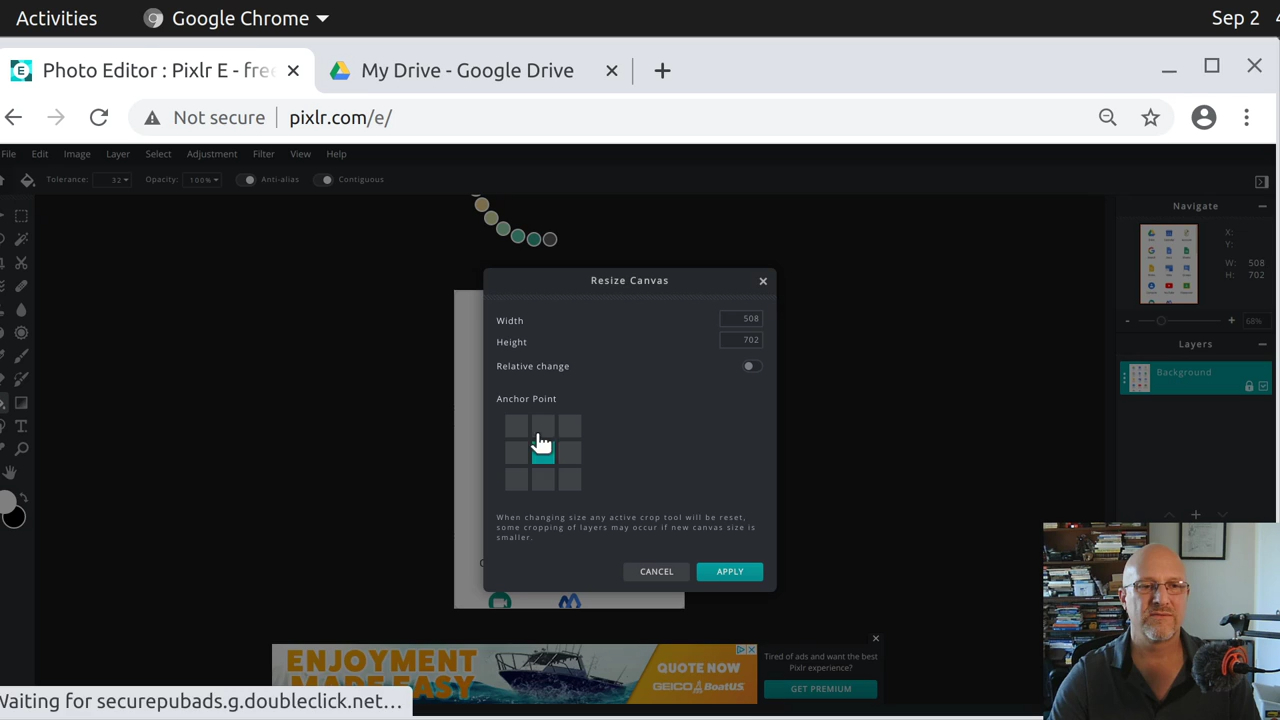 Activities
Google Chrome
Sep 2
Photo Editor : Pixlr E - free
My Drive - Google Drive
Not secure
pixlr.com/e/
File Edit Image Layer Select Adjustment Filter View Help
Tolerance: 32 Opacity: 100% Anti-alias Contiguous
Navigate
X:
Y:
W: 508
H: 702
68%
Layers
Background
Resize Canvas
Width 508
Height 702
Relative change
Anchor Point
When changing size any active crop tool will be reset,
some cropping of layers may occur if new canvas size is
smaller.
CANCEL APPLY
ENJOYMENT
MADE EASY
QUOTE NOW
GEICO BoatUS
Tired of ads and want the best
Pixlr experience?
GET PREMIUM
Waiting for securepubads.g.doubleclick.net...